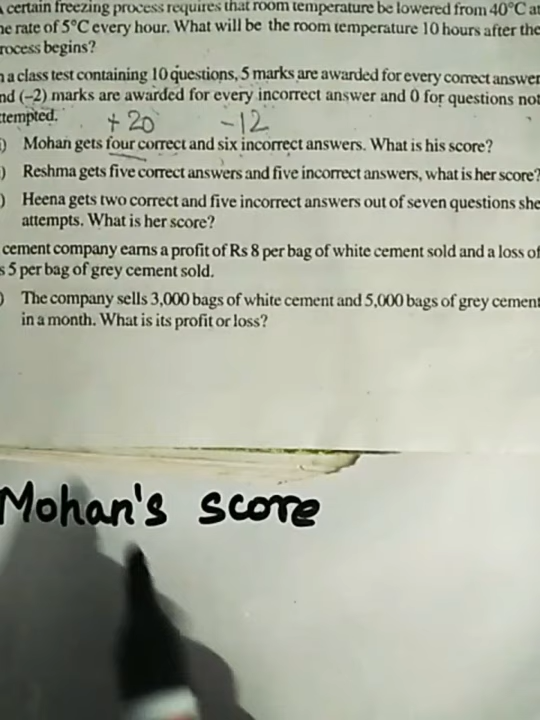 certain freezing process requires that room temperature be lowered from 40°C at
rate of 5°C every hour. What will be the room temperature 10 hours after the
rocess begins?
a class test containing 10 questions, 5 marks are awarded for every correct answer
nd (–2) marks are awarded for every incorrect answer and 0 for questions not
ttempted.
+20 -12
) Mohan gets four correct and six incorrect answers. What is his score?
) Reshma gets five correct answers and five incorrect answers, what is her score?
) Heena gets two correct and five incorrect answers out of seven questions she
attempts. What is her score?
cement company earns a profit of Rs 8 per bag of white cement sold and a loss of
s 5 per bag of grey cement sold.
) The company sells 3,000 bags of white cement and 5,000 bags of grey cement
in a month. What is its profit or loss?
Mohan's score